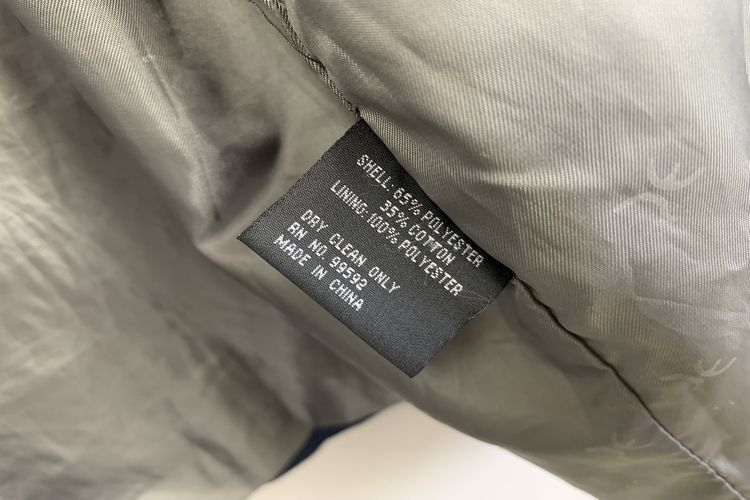 SHELL: 65% POLYESTER
35% COTTON
LINING: 100% POLYESTER
DRY CLEAN ONLY
RN NO. 99592
MADE IN CHINA